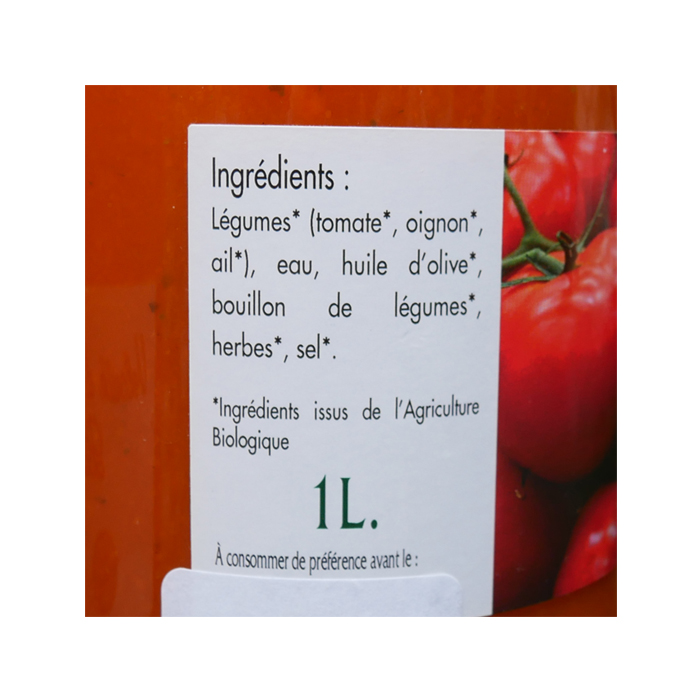 Ingrédients :
Légumes* (tomate*, oignon*,
ail*), eau, huile d’olive*,
bouillon de légumes*,
herbes*, sel*.
*Ingrédients issus de l’Agriculture
Biologique
1L.
À consommer de préférence avant le :